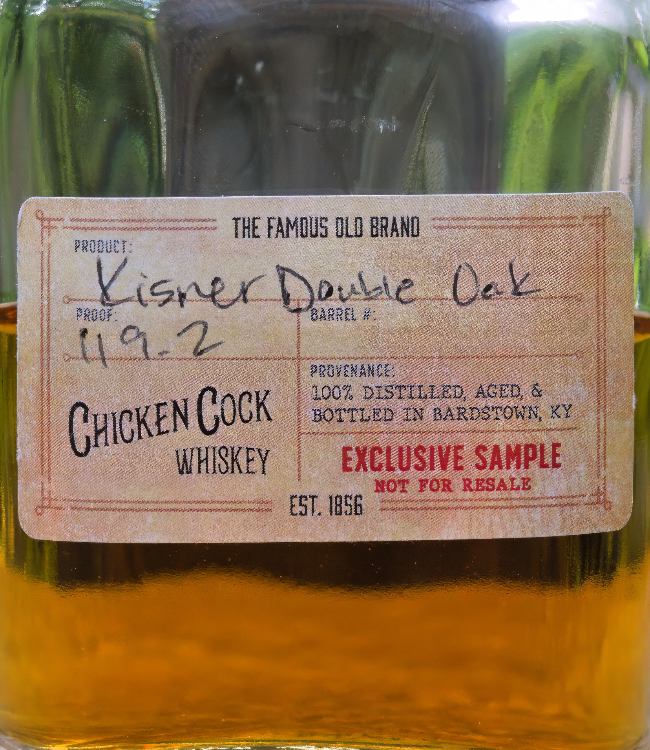 THE FAMOUS OLD BRAND
PRODUCT:
Kisner Double Oak
PROOF:
119.2
BARREL #:
PROVENANCE:
100% DISTILLED, AGED, &
BOTTLED IN BARDSTOWN, KY
CHICKEN COCK
WHISKEY
EXCLUSIVE SAMPLE
NOT FOR RESALE
EST. 1856